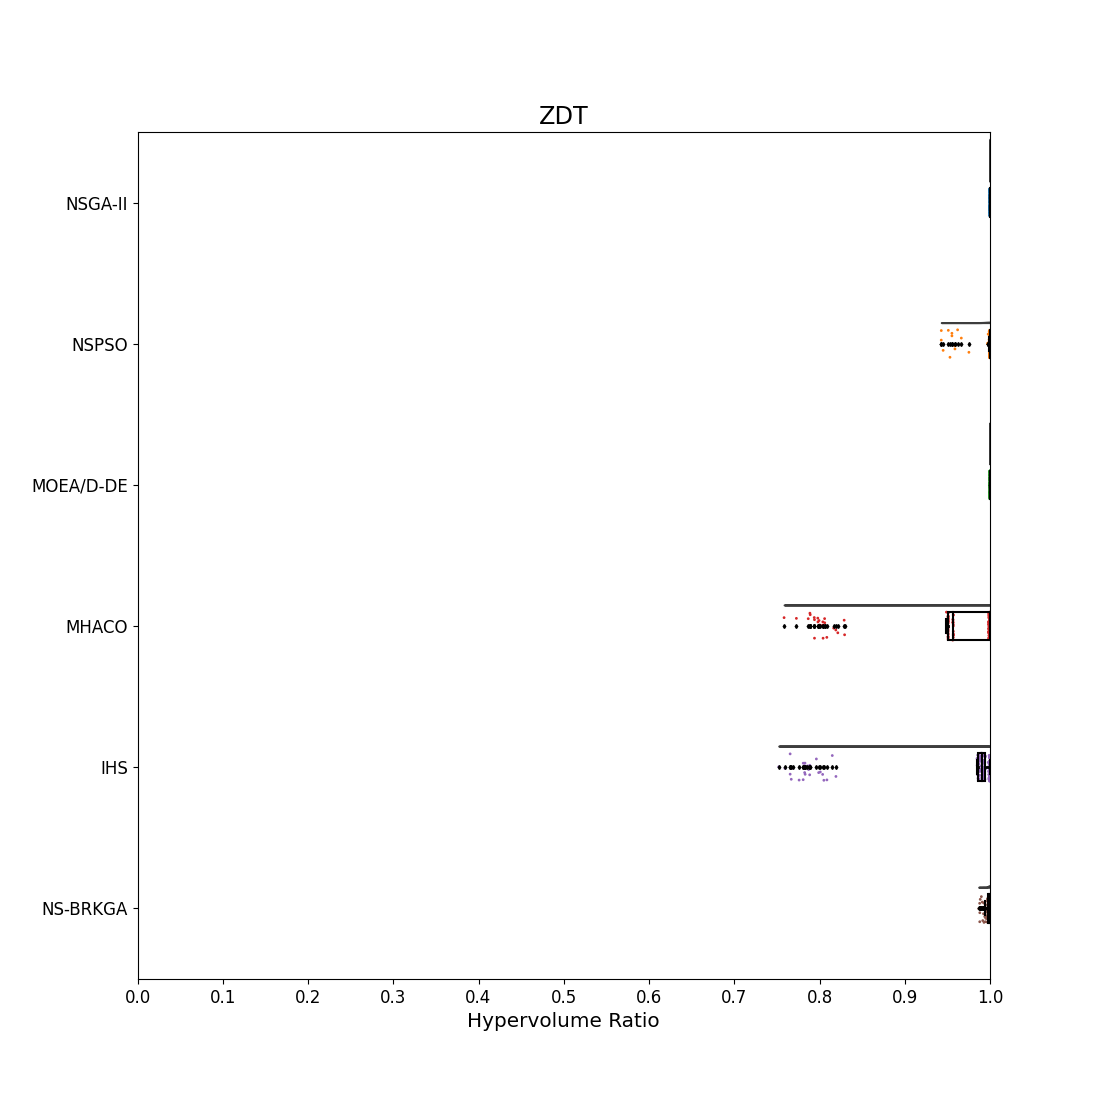 ZDT
NSGA-II
NSPSO
MOEA/D-DE
MHACO
IHS
NS-BRKGA
0.0 0.1 0.2 0.3 0.4 0.5 0.6 0.7 0.8 0.9 1.0
Hypervolume Ratio